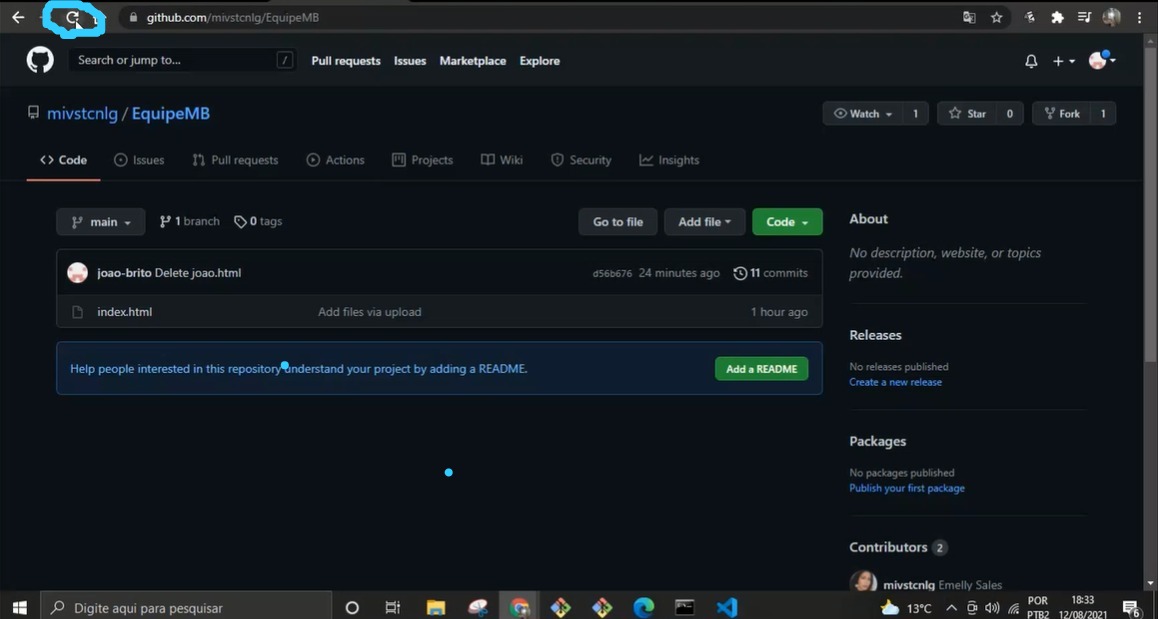 github.com/mivstcnlg/EquipeMB
Search or jump to... / Pull requests Issues Marketplace Explore
mivstcnlg / EquipeMB Watch 1 Star 0 Fork 1
<> Code Issues Pull requests Actions Projects Wiki Security Insights
main 1 branch 0 tags Go to file Add file Code
About
No description, website, or topics
provided.
joao-brito Delete joao.html d56b676 24 minutes ago 11 commits
index.html Add files via upload 1 hour ago
Releases
No releases published
Create a new release
Help people interested in this repository understand your project by adding a README. Add a README
Packages
No packages published
Publish your first package
Contributors 2
mivstcnlg Emelly Sales
Digite aqui para pesquisar 13°C POR 18:33
PTB2 12/08/2021 6